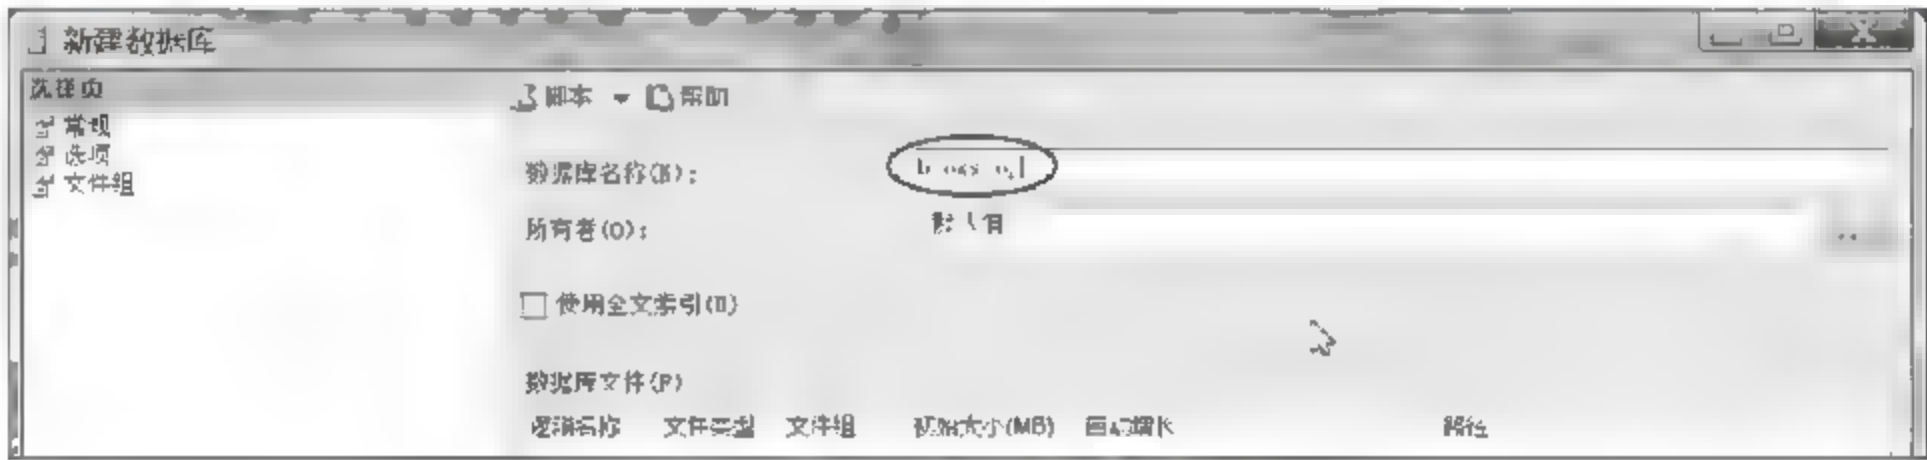 新建数据库
选择页
常规
选项
文件组
脚本 帮助
数据库名称(N):
所有者(O): 默认值
使用全文索引(U)
数据库文件(F)
逻辑名称 文件类型 文件组 初始大小(MB) 自动增长 路径